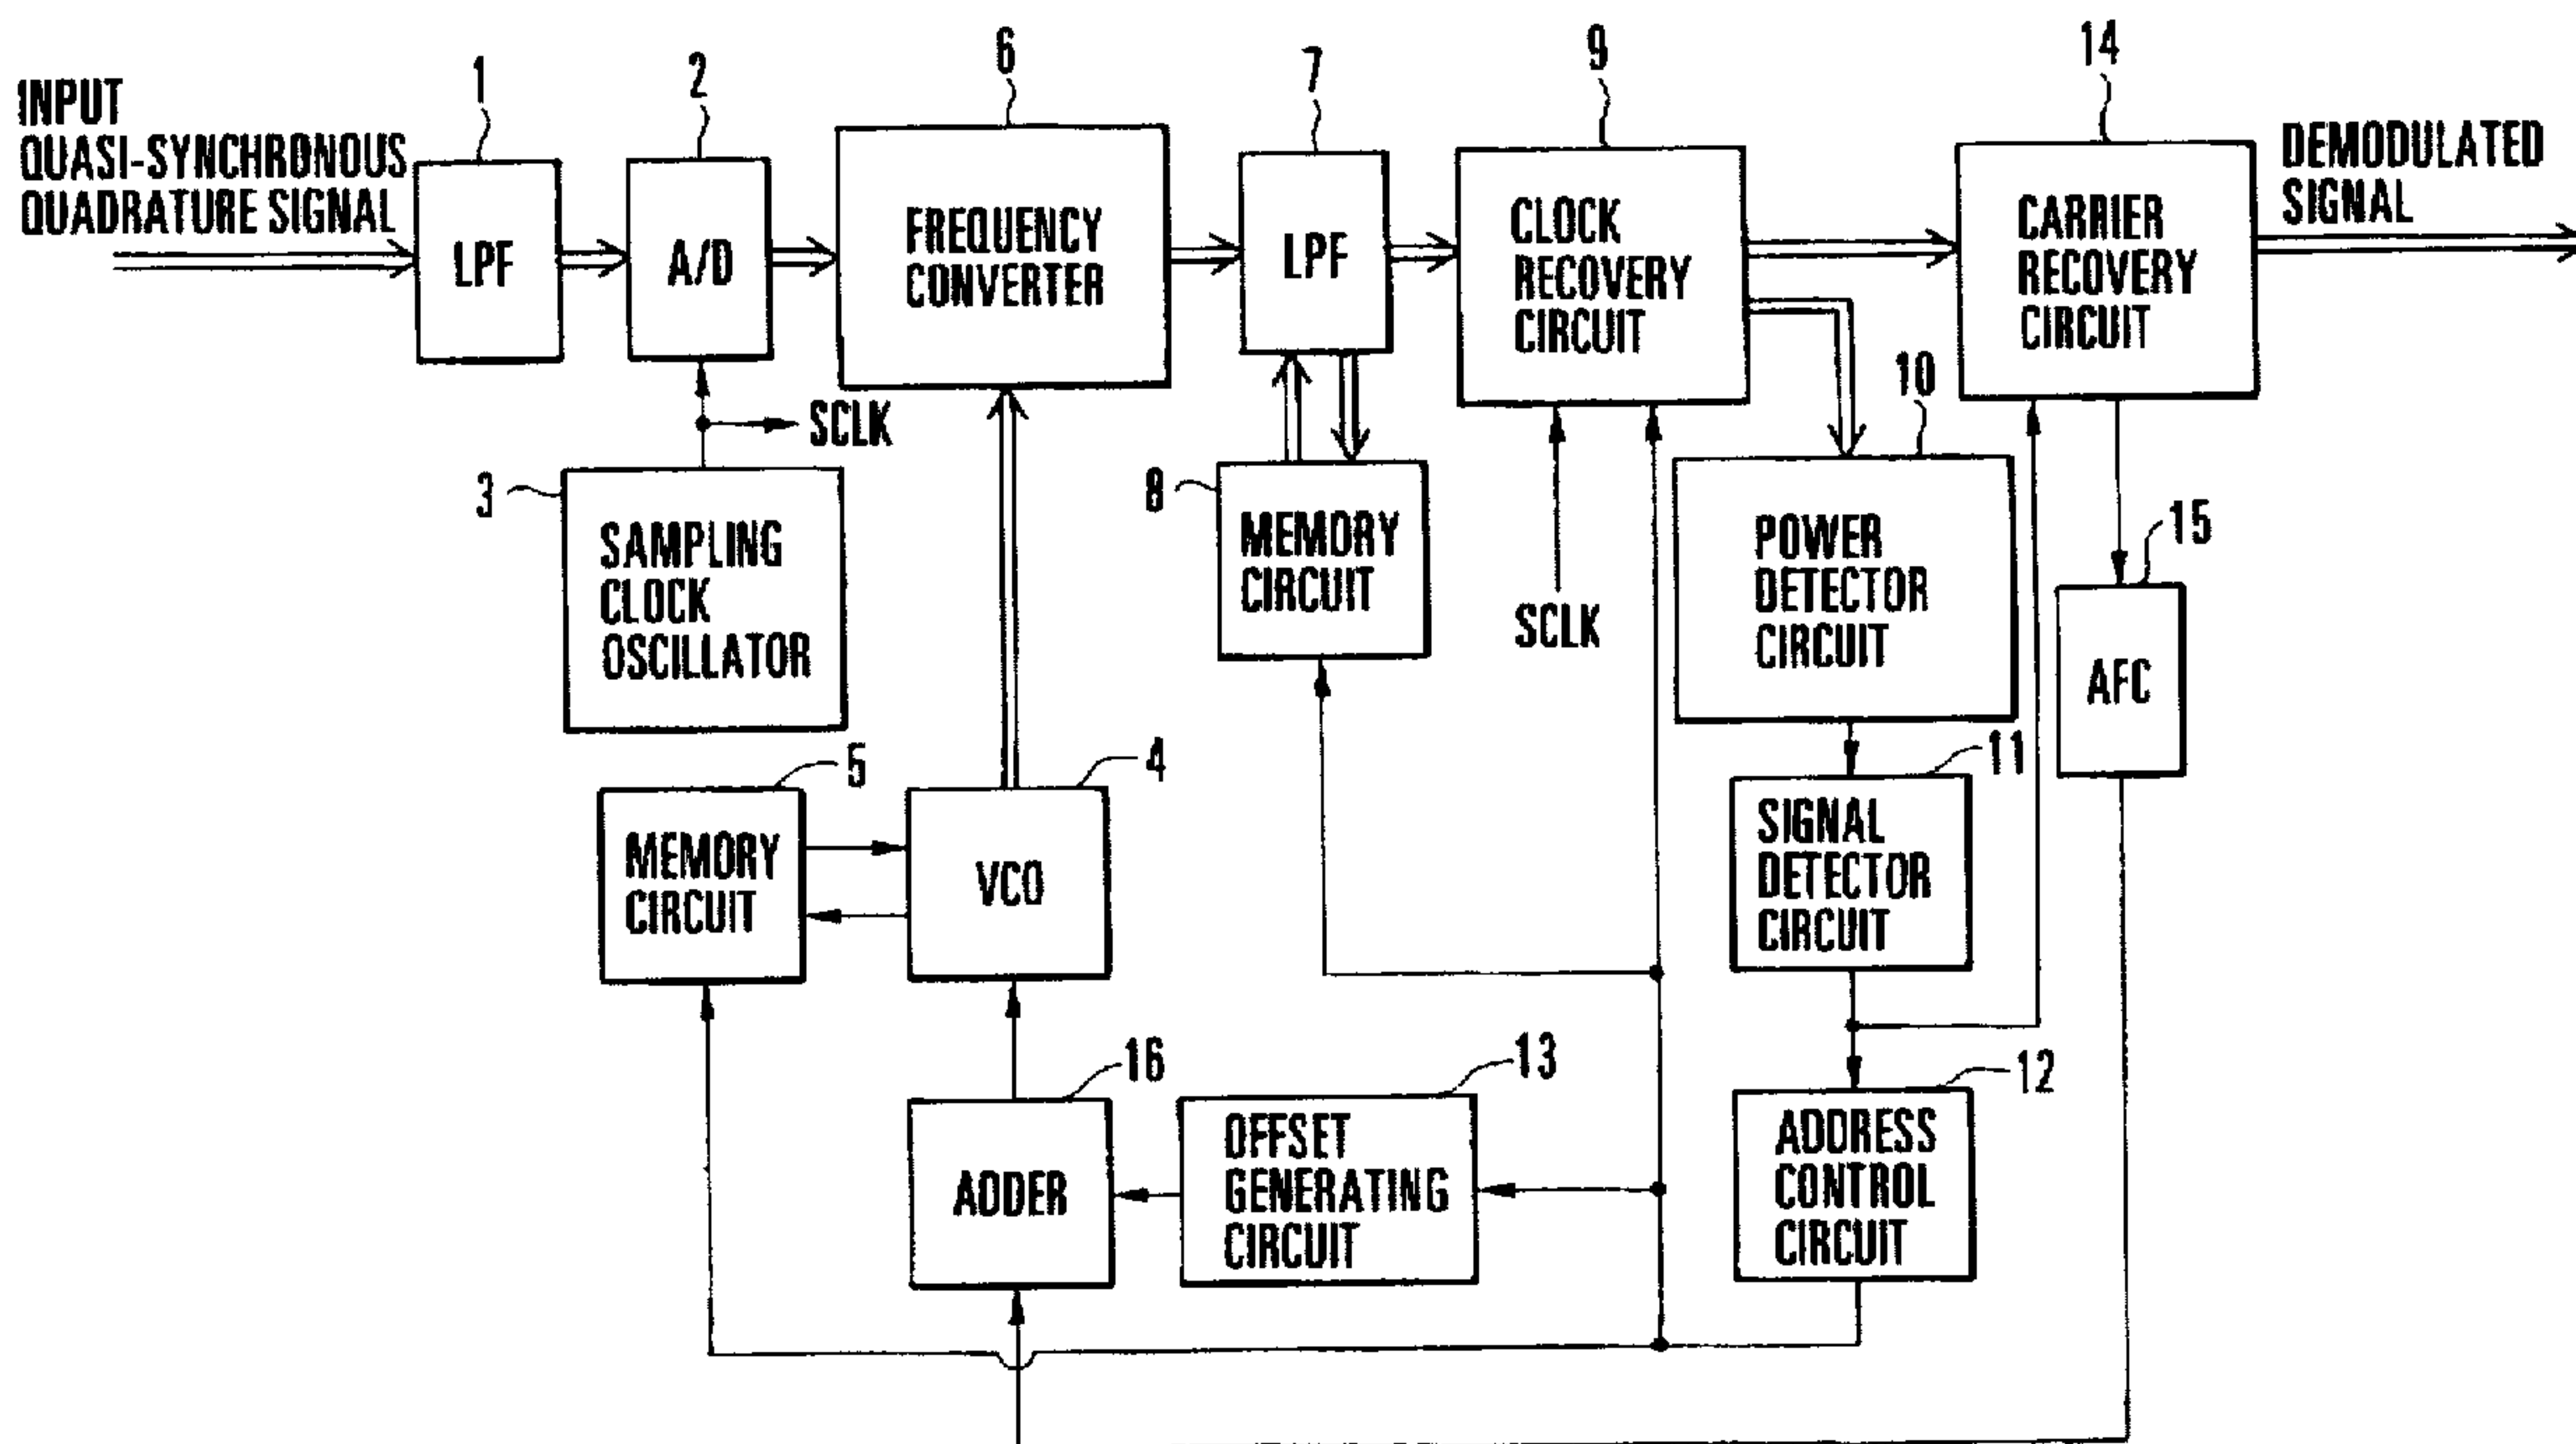 INPUT
QUASI-SYNCHRONOUS
QUADRATURE SIGNAL
1
LPF
2
A/D
6
FREQUENCY
CONVERTER
7
LPF
9
CLOCK
RECOVERY
CIRCUIT
14
CARRIER
RECOVERY
CIRCUIT
DEMODULATED
SIGNAL
SCLK
3
SAMPLING
CLOCK
OSCILLATOR
8
MEMORY
CIRCUIT
SCLK
10
POWER
DETECTOR
CIRCUIT
15
AFC
5
MEMORY
CIRCUIT
4
VCO
11
SIGNAL
DETECTOR
CIRCUIT
16
ADDER
13
OFFSET
GENERATING
CIRCUIT
12
ADDRESS
CONTROL
CIRCUIT